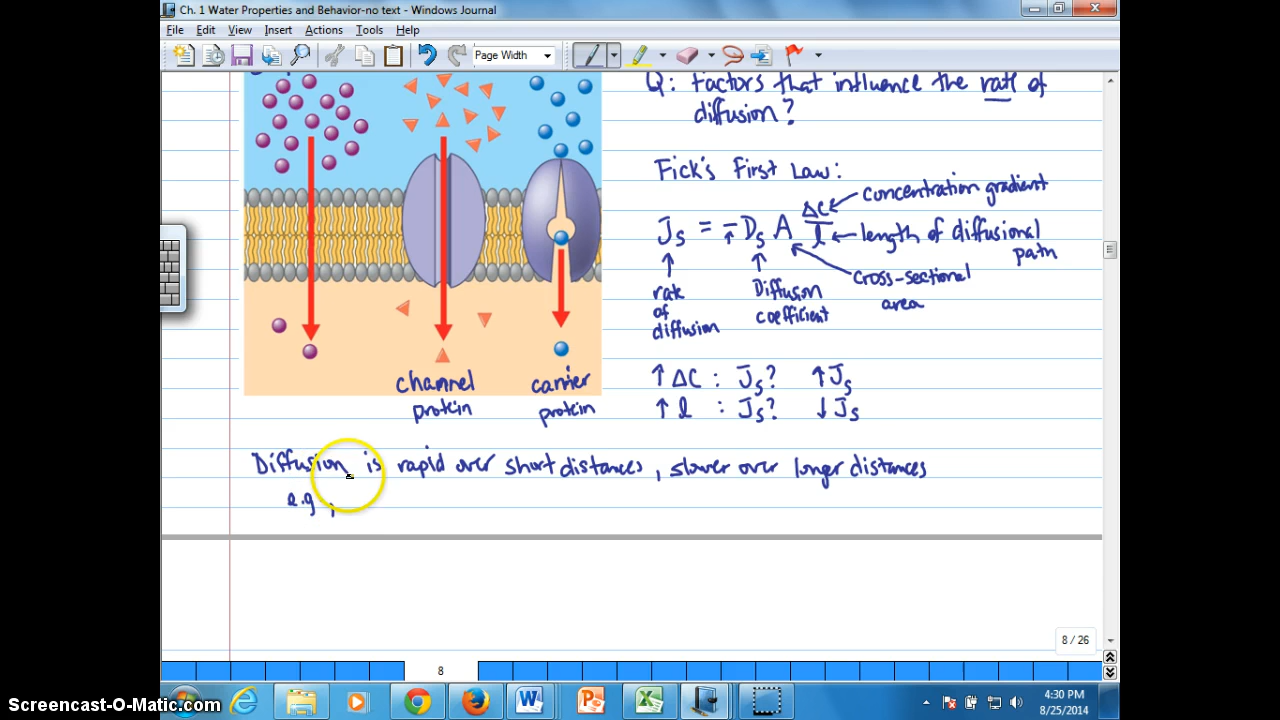 Ch. 1 Water Properties and Behavior-no text - Windows Journal
File Edit View Insert Actions Tools Help
Page Width
Q: Factors that influence the rate of
diffusion?
Fick's First Law:
Js = -Ds A ΔC/l
concentration gradient
length of diffusional
path
cross-sectional
area
rate
of
diffusion
Diffusion
coefficient
↑ ΔC : Js? ↑Js
↑ l : Js? ↓Js
channel
protein
carrier
protein
Diffusion is rapid over short distances, slower over longer distances
e.g,
8 / 26
8
Screencast-O-Matic.com
4:30 PM
8/25/2014